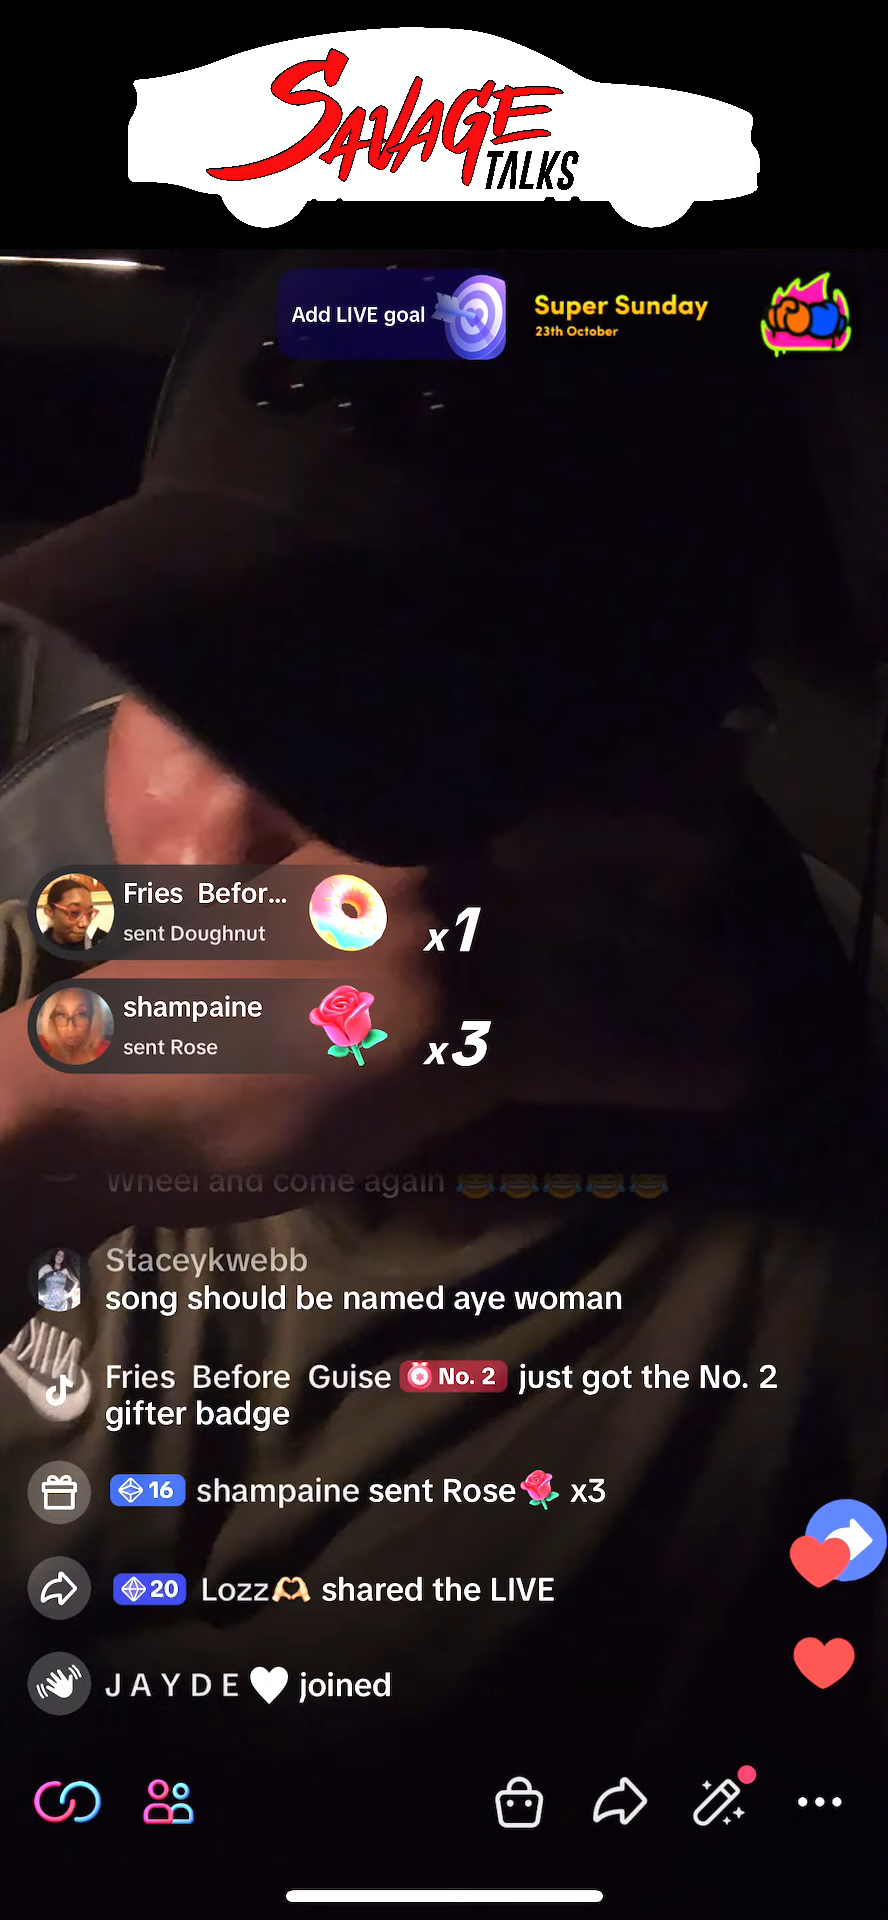 SAVAGE
TALKS
Add LIVE goal
Super Sunday
23th October
Fries Befor...
sent Doughnut
x1
shampaine
sent Rose
x3
Wheel and come again 😂😂😂😂😂
Staceykwebb
song should be named aye woman
Fries Before Guise No. 2 just got the No. 2
gifter badge
16 shampaine sent Rose🌹 x3
20 Lozz🫶🏻 shared the LIVE
J A Y D E 🤍 joined